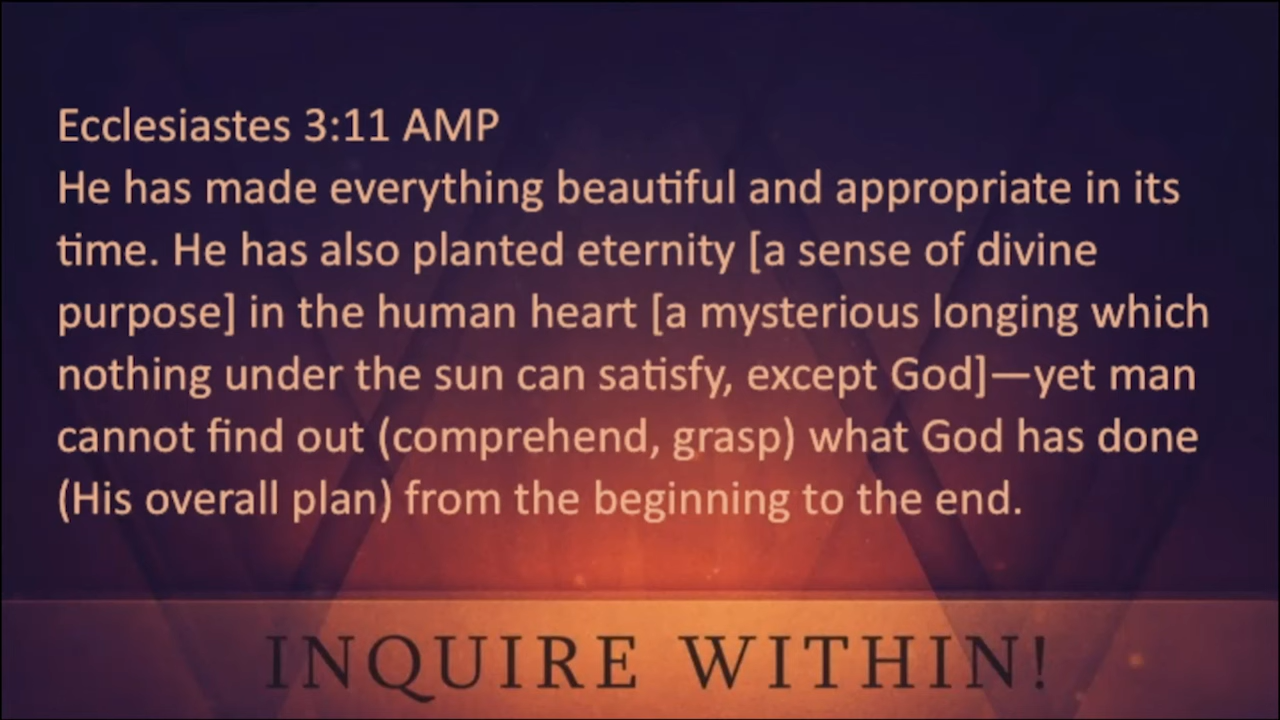 Ecclesiastes 3:11 AMP
He has made everything beautiful and appropriate in its
time. He has also planted eternity [a sense of divine
purpose] in the human heart [a mysterious longing which
nothing under the sun can satisfy, except God]—yet man
cannot find out (comprehend, grasp) what God has done
(His overall plan) from the beginning to the end.
INQUIRE WITHIN!